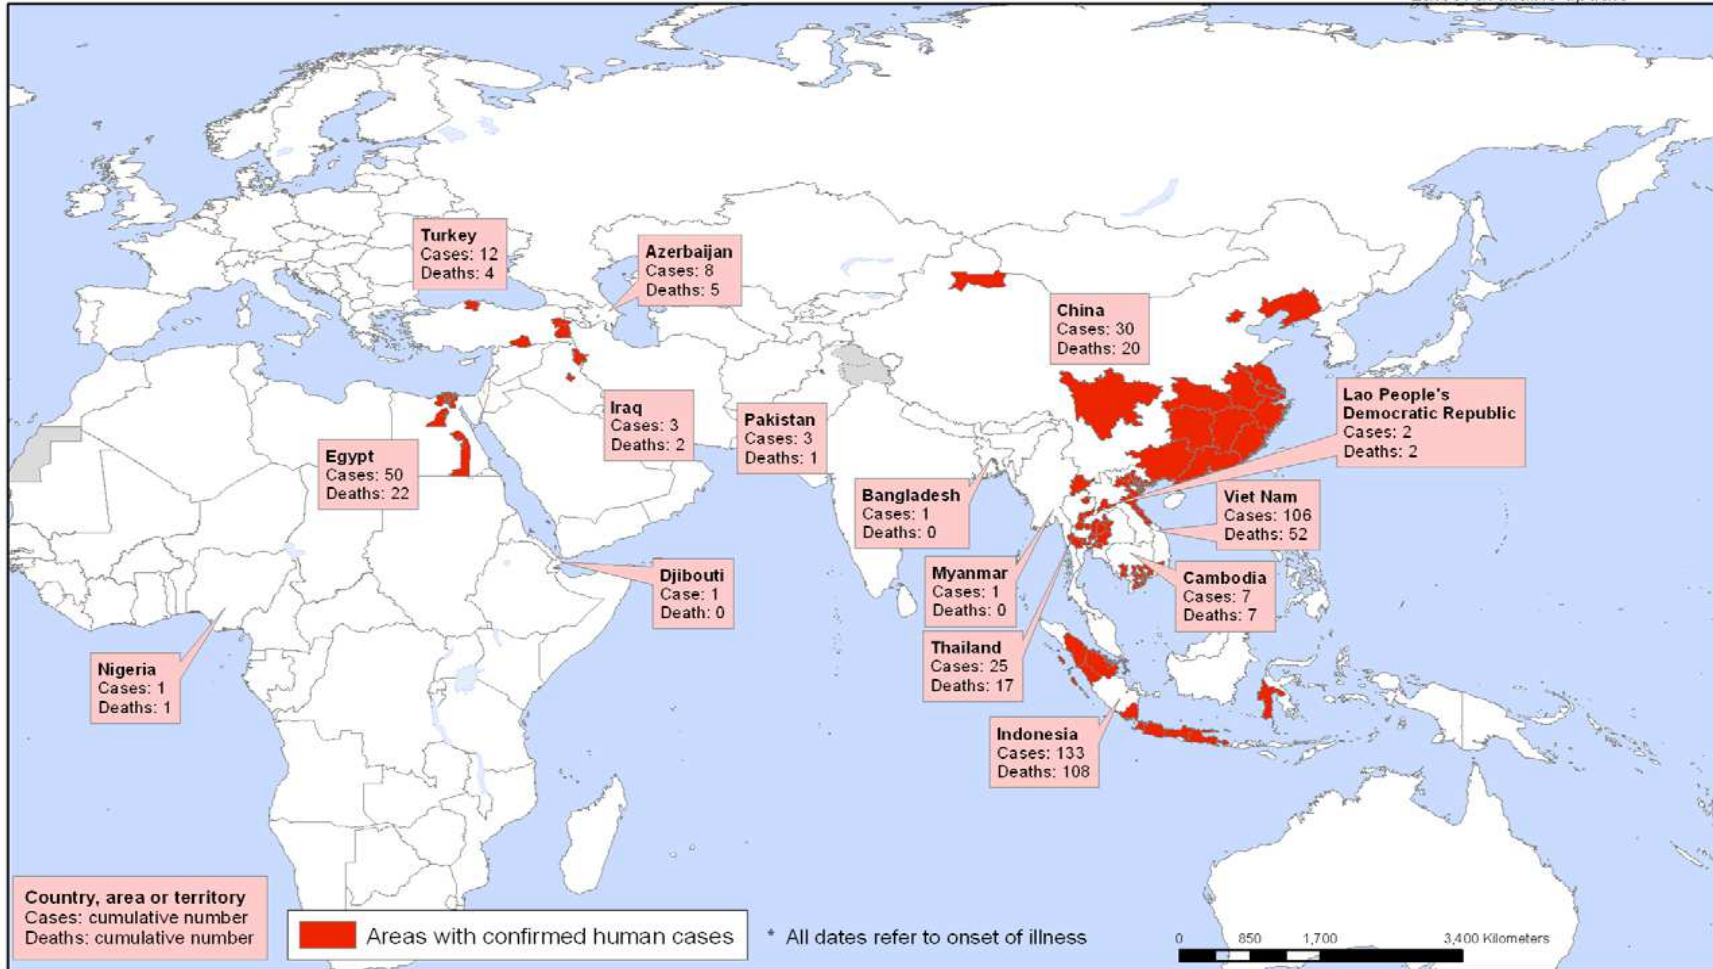 Turkey
Cases: 12
Deaths: 4
Azerbaijan
Cases: 8
Deaths: 5
China
Cases: 30
Deaths: 20
Lao People's
Democratic Republic
Cases: 2
Deaths: 2
Iraq
Cases: 3
Deaths: 2
Pakistan
Cases: 3
Deaths: 1
Egypt
Cases: 50
Deaths: 22
Bangladesh
Cases: 1
Deaths: 0
Viet Nam
Cases: 106
Deaths: 52
Djibouti
Case: 1
Death: 0
Myanmar
Cases: 1
Deaths: 0
Cambodia
Cases: 7
Deaths: 7
Nigeria
Cases: 1
Deaths: 1
Thailand
Cases: 25
Deaths: 17
Indonesia
Cases: 133
Deaths: 108
Country, area or territory
Cases: cumulative number
Deaths: cumulative number
Areas with confirmed human cases
* All dates refer to onset of illness
0 850 1,700 3,400 Kilometers